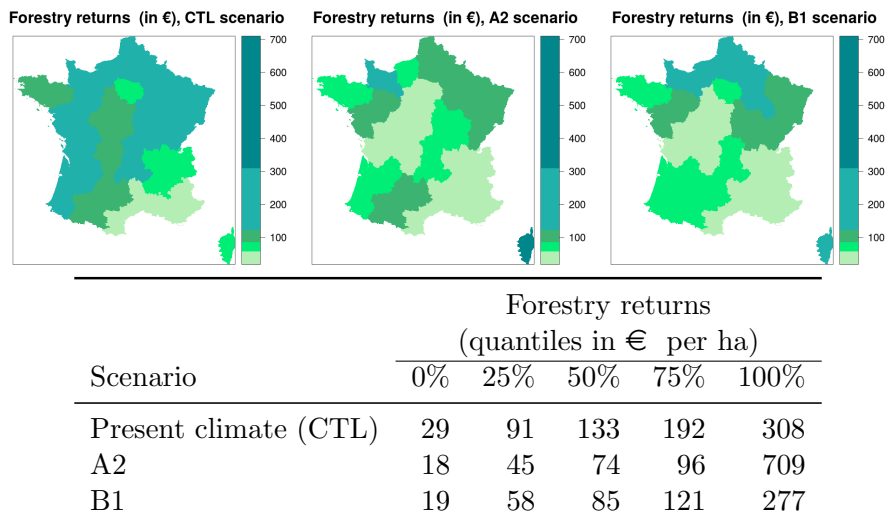 Forestry returns (in €), CTL scenario
700
600
500
400
300
200
100
Forestry returns (in €), A2 scenario
700
600
500
400
300
200
100
Forestry returns (in €), B1 scenario
700
600
500
400
300
200
100
Forestry returns
(quantiles in € per ha)
Scenario 0% 25% 50% 75% 100%
Present climate (CTL) 29 91 133 192 308
A2 18 45 74 96 709
B1 19 58 85 121 277